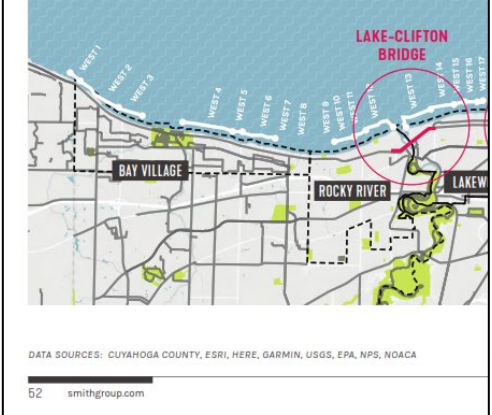 LAKE-CLIFTON
BRIDGE
WEST 1
WEST 2
WEST 3
WEST 4
WEST 5
WEST 6
WEST 7
WEST 8
WEST 9
WEST 10
WEST 11
WEST 13
WEST 14
WEST 15
WEST 16
WEST 17
BAY VILLAGE
ROCKY RIVER
LAKEW
DATA SOURCES: CUYAHOGA COUNTY, ESRI, HERE, GARMIN, USGS, EPA, NPS, NOACA
52 smithgroup.com